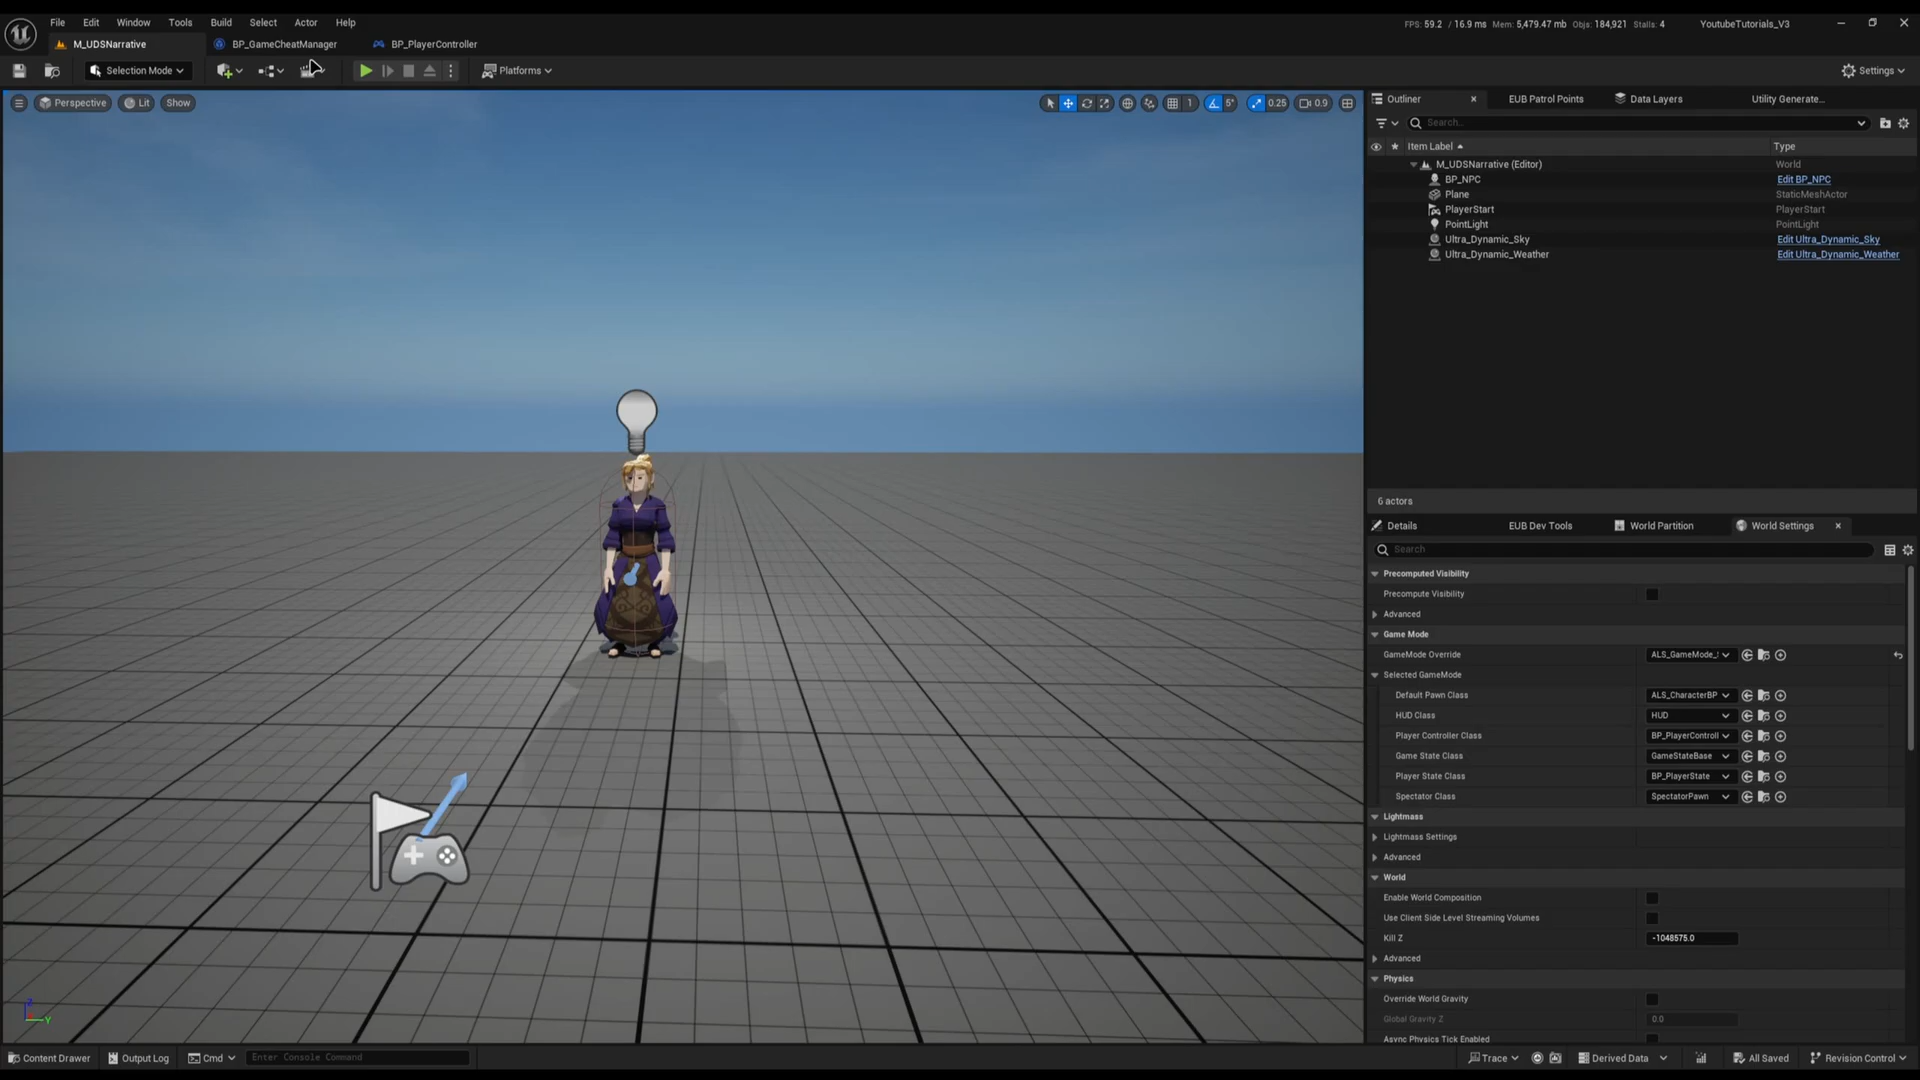 File Edit Window Tools Build Select Actor Help
FPS: 59.2 / 16.9 ms Mem: 5,479.47 mb Objs: 184,921 Stalls: 4 YoutubeTutorials_V3
M_UDSNarrative BP_GameCheatManager BP_PlayerController
Selection Mode Platforms Settings
Perspective Lit Show 1 5° 0.25 0.9
Outliner EUB Patrol Points Data Layers Utility Generate...
Search...
Item Label Type
M_UDSNarrative (Editor) World
BP_NPC Edit BP_NPC
Plane StaticMeshActor
PlayerStart PlayerStart
PointLight PointLight
Ultra_Dynamic_Sky Edit Ultra_Dynamic_Sky
Ultra_Dynamic_Weather Edit Ultra_Dynamic_Weather
6 actors
Details EUB Dev Tools World Partition World Settings
Search
Precomputed Visibility
Precompute Visibility
Advanced
Game Mode
GameMode Override ALS_GameMode_
Selected GameMode
Default Pawn Class ALS_CharacterBP
HUD Class HUD
Player Controller Class BP_PlayerControll
Game State Class GameStateBase
Player State Class BP_PlayerState
Spectator Class SpectatorPawn
Lightmass
Lightmass Settings
Advanced
World
Enable World Composition
Use Client Side Level Streaming Volumes
Kill Z -1048575.0
Advanced
Physics
Override World Gravity
Global Gravity Z 0.0
Async Physics Tick Enabled
Z
Y
Content Drawer Output Log Cmd Enter Console Command Trace Derived Data All Saved Revision Control